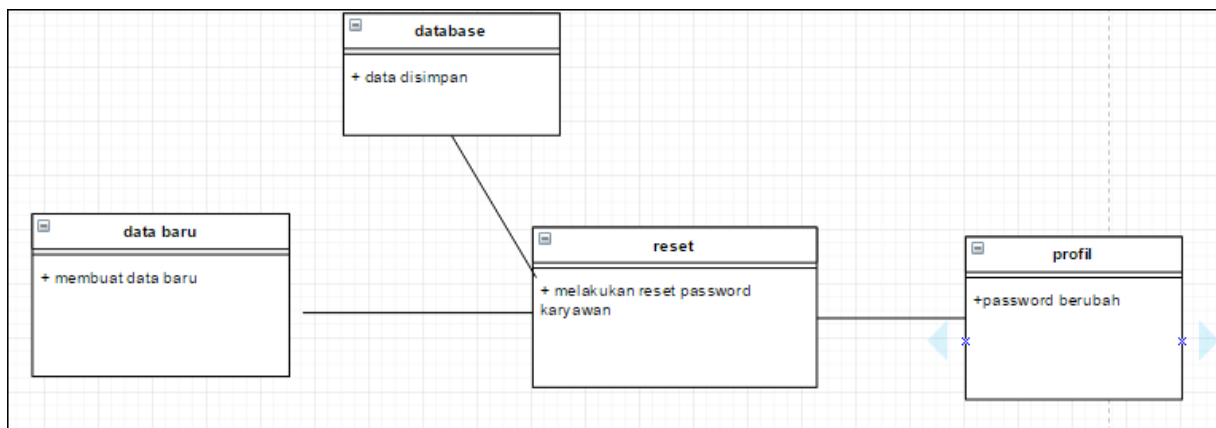 database
+ data disimpan
data baru
+ membuat data baru
reset
+ melakukan reset password
karyawan
profil
+password berubah